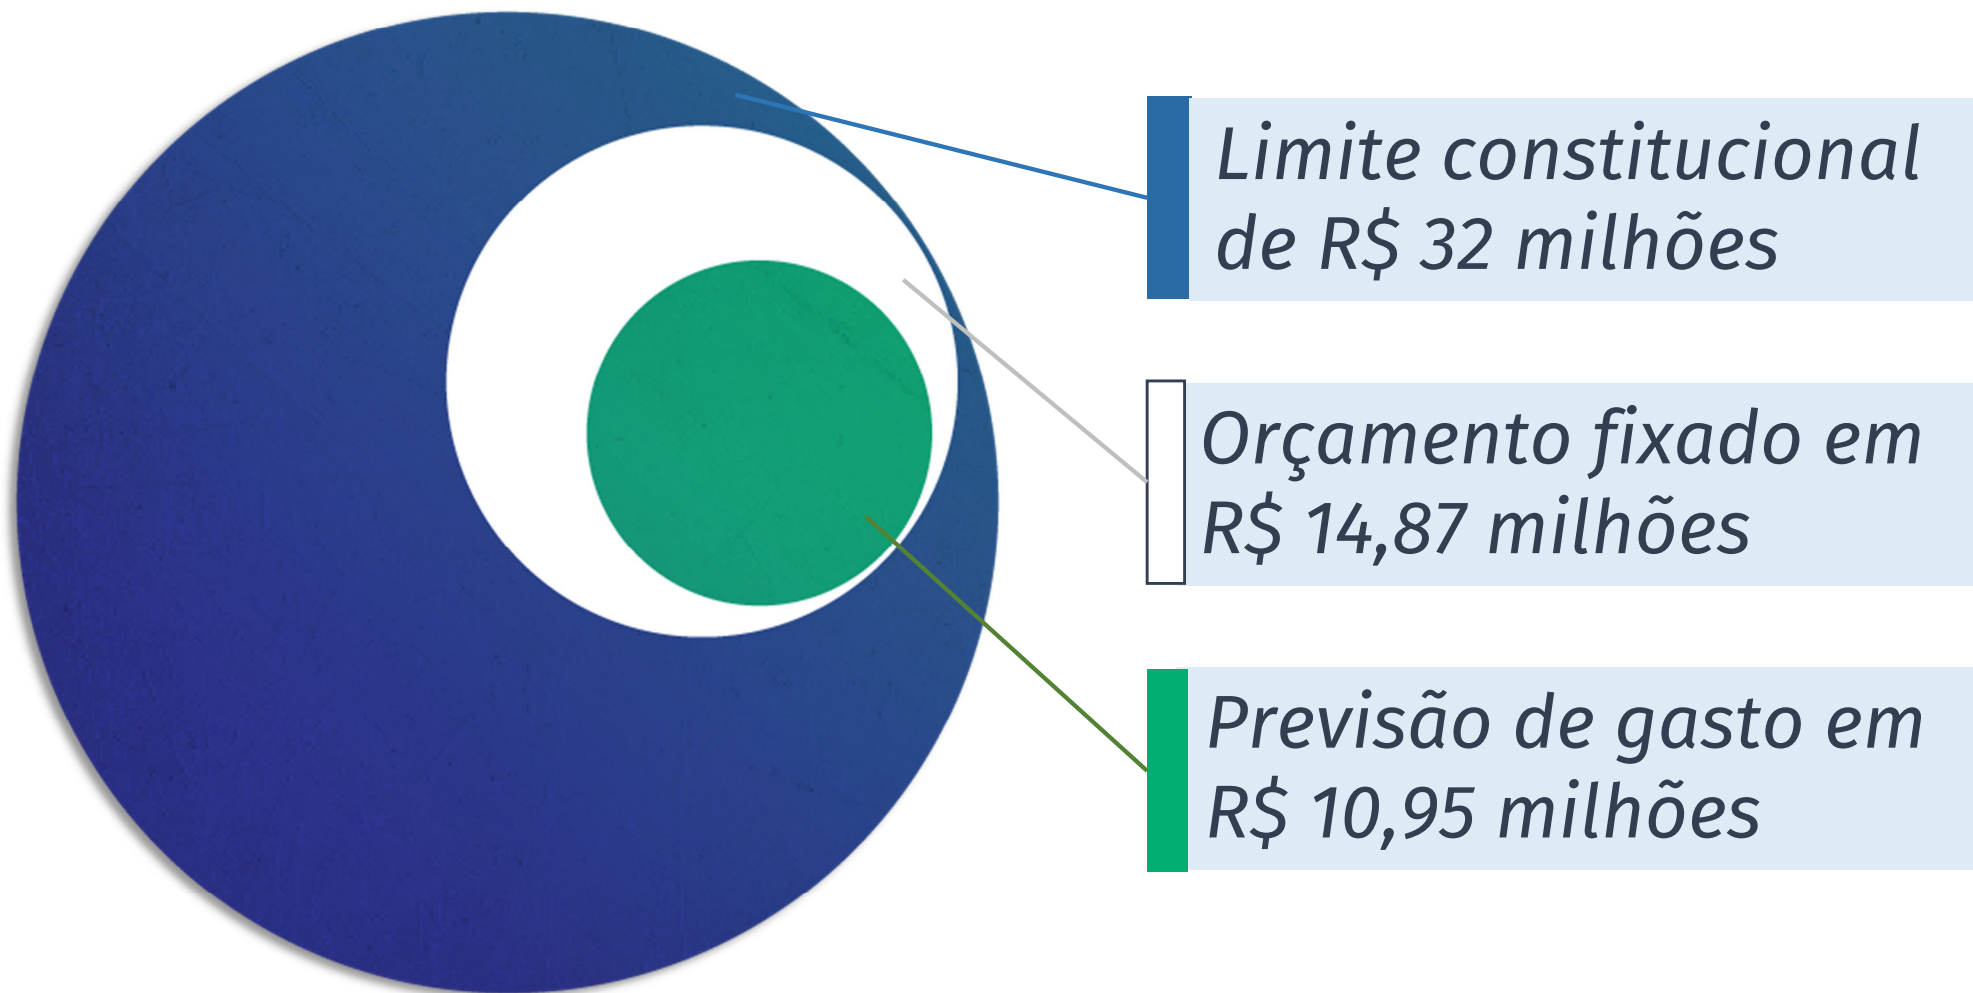 Limite constitucional
de R$ 32 milhões
Orçamento fixado em
R$ 14,87 milhões
Previsão de gasto em
R$ 10,95 milhões